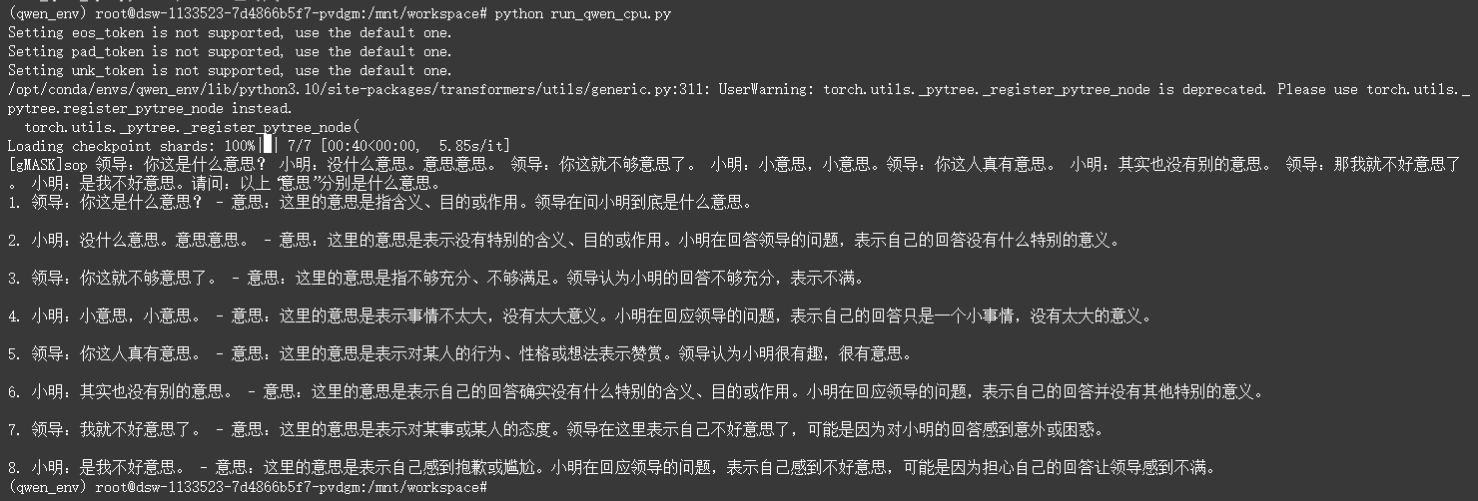 (qwen_env) root@dsw-1133523-7d4866b5f7-pvdgm:/mnt/workspace# python run_qwen_cpu.py
Setting eos_token is not supported, use the default one.
Setting pad_token is not supported, use the default one.
Setting unk_token is not supported, use the default one.
/opt/conda/envs/qwen_env/lib/python3.10/site-packages/transformers/utils/generic.py:311: UserWarning: torch.utils._pytree._register_pytree_node is deprecated. Please use torch.utils._
pytree.register_pytree_node instead.
  torch.utils._pytree._register_pytree_node(
Loading checkpoint shards: 100%|█| 7/7 [00:40<00:00,  5.85s/it]
[gMASK]sop 领导：你这是什么意思？ 小明：没什么意思。意思意思。 领导：你这就不够意思了。 小明：小意思，小意思。领导：你这人真有意思。 小明：其实也没有别的意思。 领导：那我就不好意思了
。 小明：是我不好意思。请问：以上“意思”分别是什么意思。
1. 领导：你这是什么意思？ - 意思：这里的意思是指含义、目的或作用。领导在问小明到底是什么意思。
2. 小明：没什么意思。意思意思。 - 意思：这里的意思是表示没有特别的含义、目的或作用。小明在回答领导的问题，表示自己的回答没有什么特别的意义。
3. 领导：你这就不够意思了。 - 意思：这里的意思是指不够充分、不够满足。领导认为小明的回答不够充分，表示不满。
4. 小明：小意思，小意思。 - 意思：这里的意思是表示事情不太大，没有太大意义。小明在回应领导的问题，表示自己的回答只是一个小事情，没有太大的意义。
5. 领导：你这人真有意思。 - 意思：这里的意思是表示对某人的行为、性格或想法表示赞赏。领导认为小明很有趣，很有意思。
6. 小明：其实也没有别的意思。 - 意思：这里的意思是表示自己的回答确实没有什么特别的含义、目的或作用。小明在回应领导的问题，表示自己的回答并没有其他特别的意义。
7. 领导：我就不好意思了。 - 意思：这里的意思是表示对某事或某人的态度。领导在这里表示自己不好意思了，可能是因为对小明的回答感到意外或困惑。
8. 小明：是我不好意思。 - 意思：这里的意思是表示自己感到抱歉或尴尬。小明在回应领导的问题，表示自己感到不好意思，可能是因为担心自己的回答让领导感到不满。
(qwen_env) root@dsw-1133523-7d4866b5f7-pvdgm:/mnt/workspace#